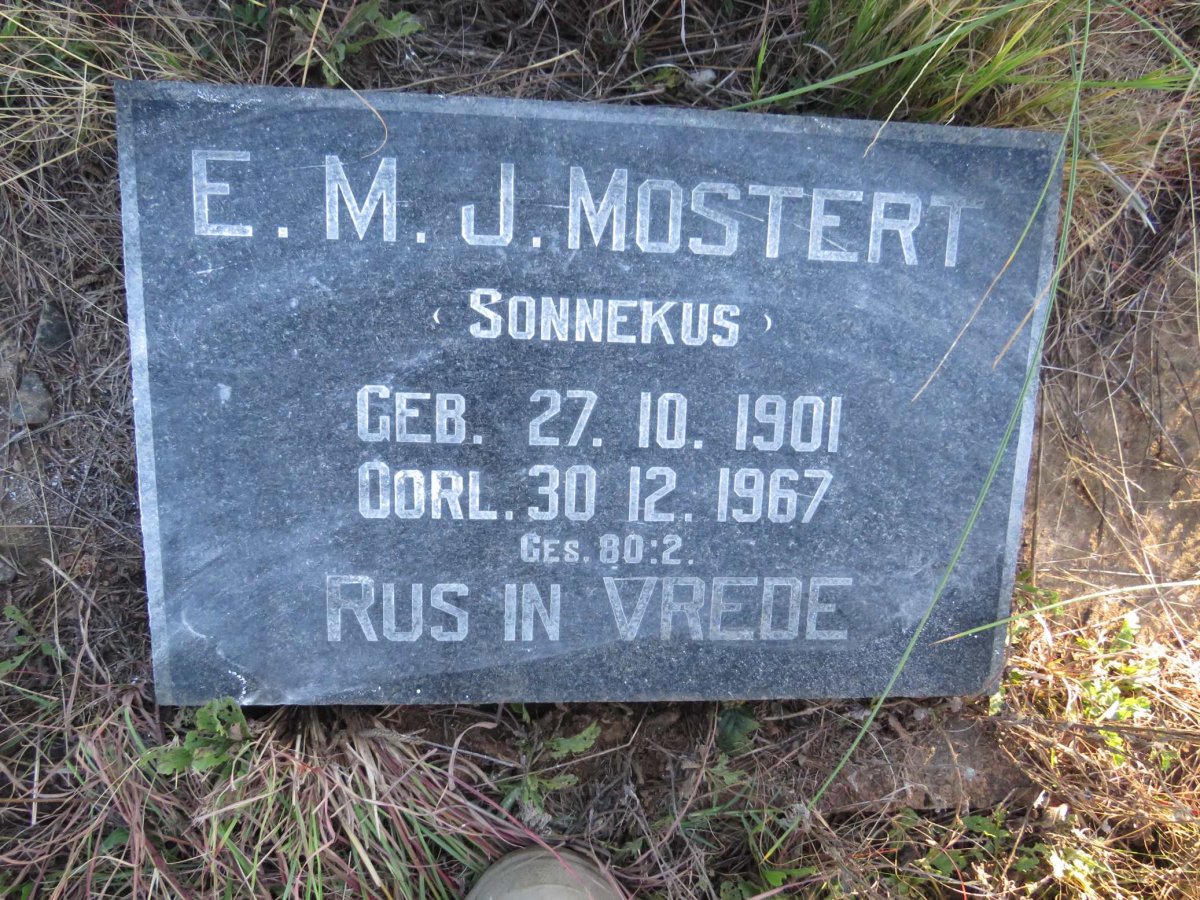 E. M. J. MOSTERT
(SONNEKUS)
GEB. 27. 10. 1901
OORL. 30 12. 1967
GES. 80:2.
RUS IN VREDE